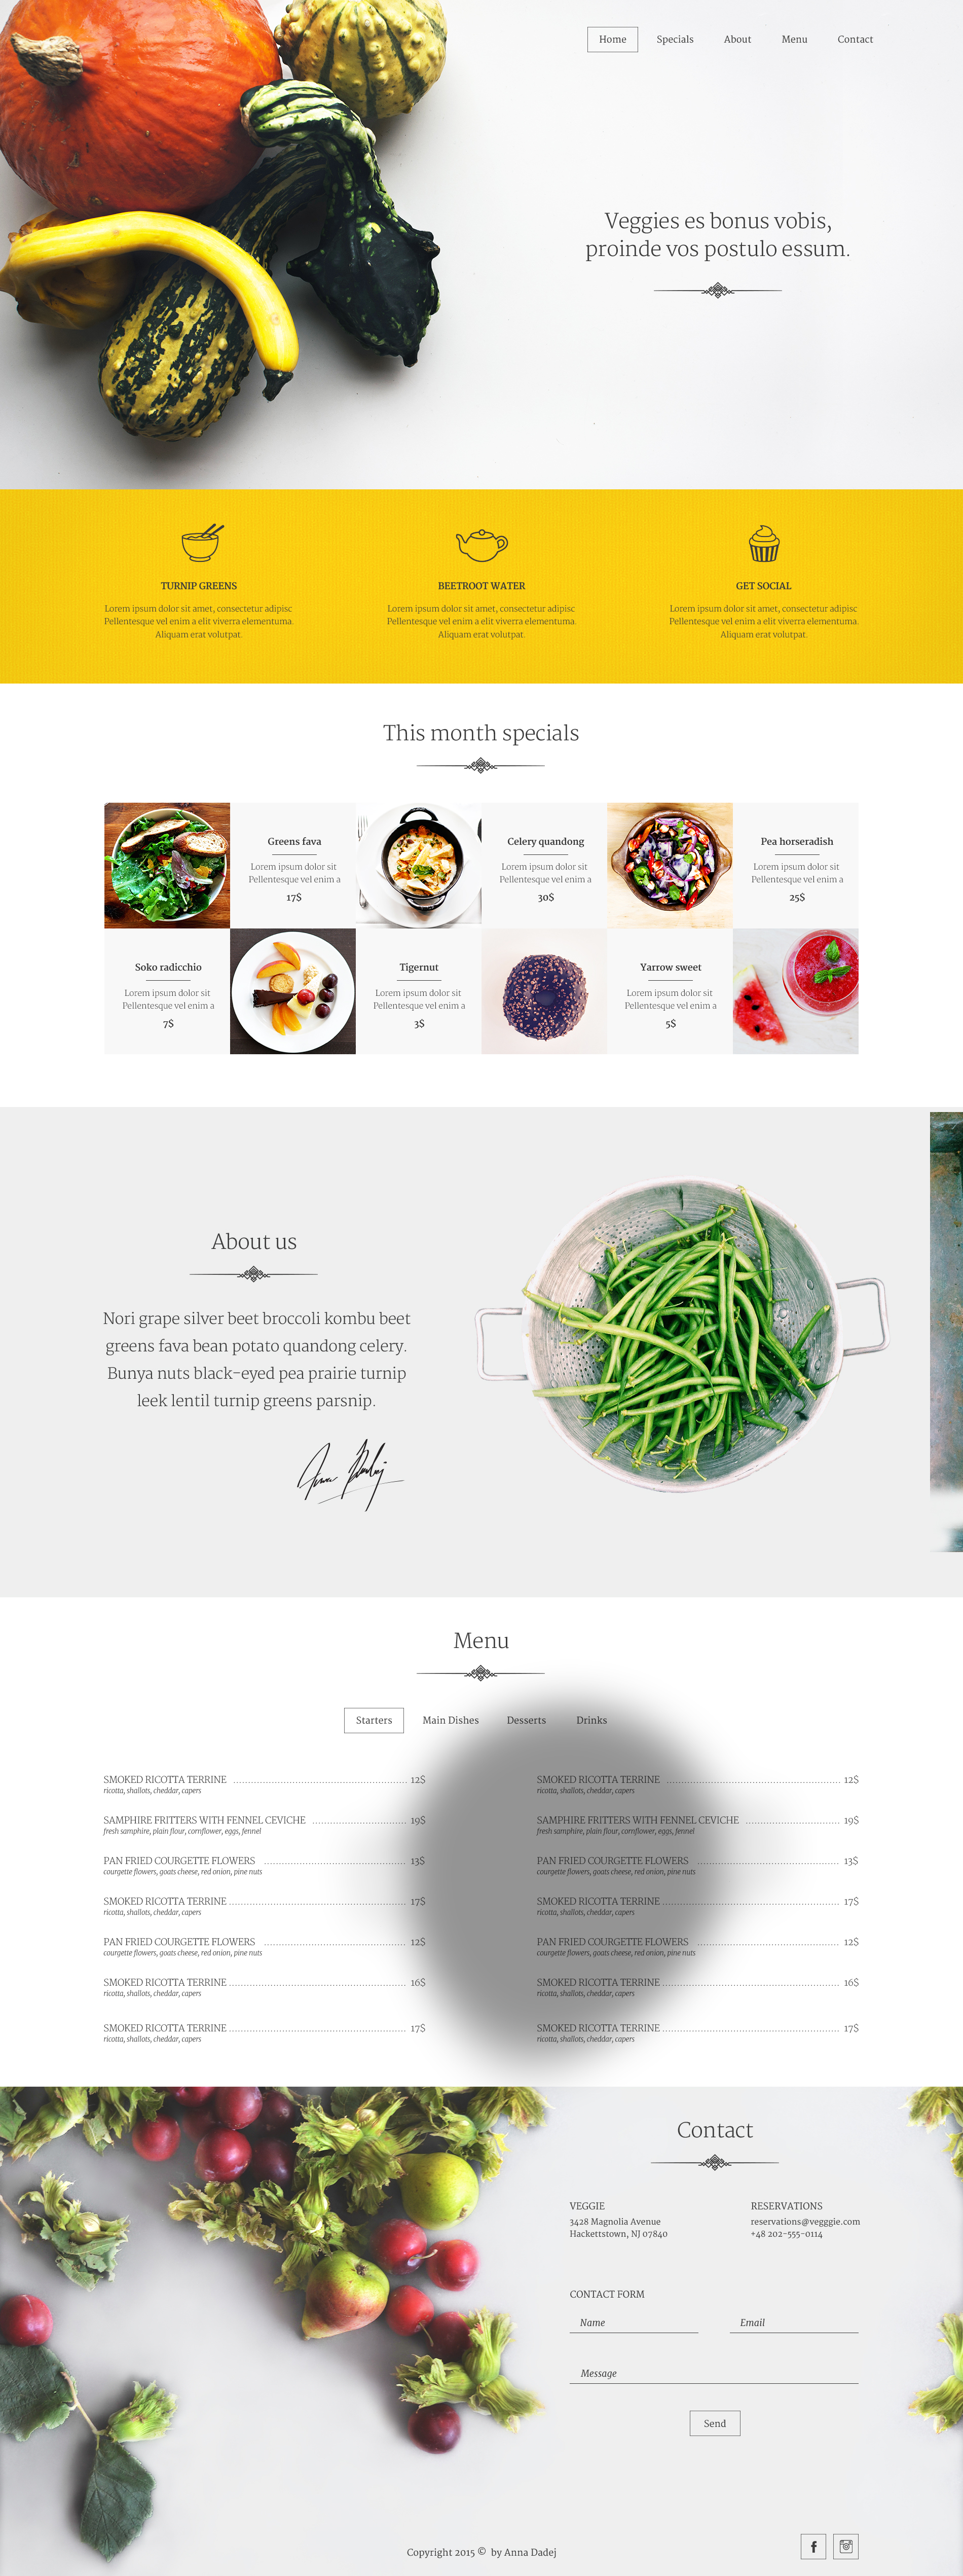 Home Specials About Menu Contact
Veggies es bonus vobis,
proinde vos postulo essum.
TURNIP GREENS
Lorem ipsum dolor sit amet, consectetur adipisc
Pellentesque vel enim a elit viverra elementuma.
Aliquam erat volutpat.
BEETROOT WATER
Lorem ipsum dolor sit amet, consectetur adipisc
Pellentesque vel enim a elit viverra elementuma.
Aliquam erat volutpat.
GET SOCIAL
Lorem ipsum dolor sit amet, consectetur adipisc
Pellentesque vel enim a elit viverra elementuma.
Aliquam erat volutpat.
This month specials
Greens fava
Lorem ipsum dolor sit
Pellentesque vel enim a
17$
Celery quandong
Lorem ipsum dolor sit
Pellentesque vel enim a
30$
Pea horseradish
Lorem ipsum dolor sit
Pellentesque vel enim a
25$
Soko radicchio
Lorem ipsum dolor sit
Pellentesque vel enim a
7$
Tigernut
Lorem ipsum dolor sit
Pellentesque vel enim a
3$
Yarrow sweet
Lorem ipsum dolor sit
Pellentesque vel enim a
5$
About us
Nori grape silver beet broccoli kombu beet
greens fava bean potato quandong celery.
Bunya nuts black-eyed pea prairie turnip
leek lentil turnip greens parsnip.
Menu
Starters Main Dishes Desserts Drinks
SMOKED RICOTTA TERRINE 12$
ricotta, shallots, cheddar, capers
SAMPHIRE FRITTERS WITH FENNEL CEVICHE 19$
fresh samphire, plain flour, cornflower, eggs, fennel
PAN FRIED COURGETTE FLOWERS 13$
courgette flowers, goats cheese, red onion, pine nuts
SMOKED RICOTTA TERRINE 17$
ricotta, shallots, cheddar, capers
PAN FRIED COURGETTE FLOWERS 12$
courgette flowers, goats cheese, red onion, pine nuts
SMOKED RICOTTA TERRINE 16$
ricotta, shallots, cheddar, capers
SMOKED RICOTTA TERRINE 17$
ricotta, shallots, cheddar, capers
SMOKED RICOTTA TERRINE 12$
ricotta, shallots, cheddar, capers
SAMPHIRE FRITTERS WITH FENNEL CEVICHE 19$
fresh samphire, plain flour, cornflower, eggs, fennel
PAN FRIED COURGETTE FLOWERS 13$
courgette flowers, goats cheese, red onion, pine nuts
SMOKED RICOTTA TERRINE 17$
ricotta, shallots, cheddar, capers
PAN FRIED COURGETTE FLOWERS 12$
courgette flowers, goats cheese, red onion, pine nuts
SMOKED RICOTTA TERRINE 16$
ricotta, shallots, cheddar, capers
SMOKED RICOTTA TERRINE 17$
ricotta, shallots, cheddar, capers
Contact
VEGGIE
3428 Magnolia Avenue
Hackettstown, NJ 07840
RESERVATIONS
reservations@vegggie.com
+48 202-555-0114
CONTACT FORM
Name Email
Message
Send
Copyright 2015 © by Anna Dadej